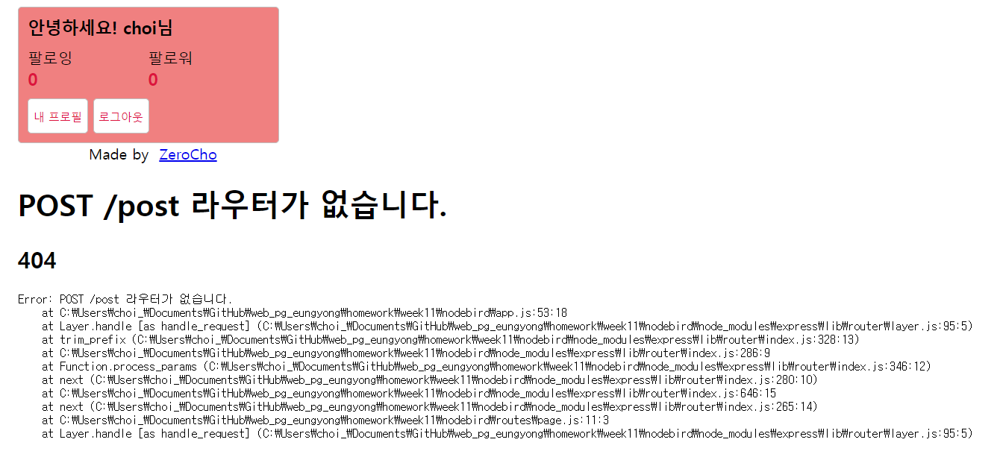 안녕하세요! choi님
팔로잉 팔로워
0 0
내 프로필 로그아웃
Made by ZeroCho
POST /post 라우터가 없습니다.
404
Error: POST /post 라우터가 없습니다.
at C:₩Users₩choi_₩Documents₩GitHub₩web_pg_eungyong₩homework₩week11₩nodebird₩app.js:53:18
at Layer.handle [as handle_request] (C:₩Users₩choi_₩Documents₩GitHub₩web_pg_eungyong₩homework₩week11₩nodebird₩node_modules₩express₩lib₩router₩layer.js:95:5)
at trim_prefix (C:₩Users₩choi_₩Documents₩GitHub₩web_pg_eungyong₩homework₩week11₩nodebird₩node_modules₩express₩lib₩router₩index.js:328:13)
at C:₩Users₩choi_₩Documents₩GitHub₩web_pg_eungyong₩homework₩week11₩nodebird₩node_modules₩express₩lib₩router₩index.js:286:9
at Function.process_params (C:₩Users₩choi_₩Documents₩GitHub₩web_pg_eungyong₩homework₩week11₩nodebird₩node_modules₩express₩lib₩router₩index.js:346:12)
at next (C:₩Users₩choi_₩Documents₩GitHub₩web_pg_eungyong₩homework₩week11₩nodebird₩node_modules₩express₩lib₩router₩index.js:280:10)
at C:₩Users₩choi_₩Documents₩GitHub₩web_pg_eungyong₩homework₩week11₩nodebird₩node_modules₩express₩lib₩router₩index.js:646:15
at next (C:₩Users₩choi_₩Documents₩GitHub₩web_pg_eungyong₩homework₩week11₩nodebird₩node_modules₩express₩lib₩router₩index.js:265:14)
at C:₩Users₩choi_₩Documents₩GitHub₩web_pg_eungyong₩homework₩week11₩nodebird₩routes₩page.js:11:3
at Layer.handle [as handle_request] (C:₩Users₩choi_₩Documents₩GitHub₩web_pg_eungyong₩homework₩week11₩nodebird₩node_modules₩express₩lib₩router₩layer.js:95:5)